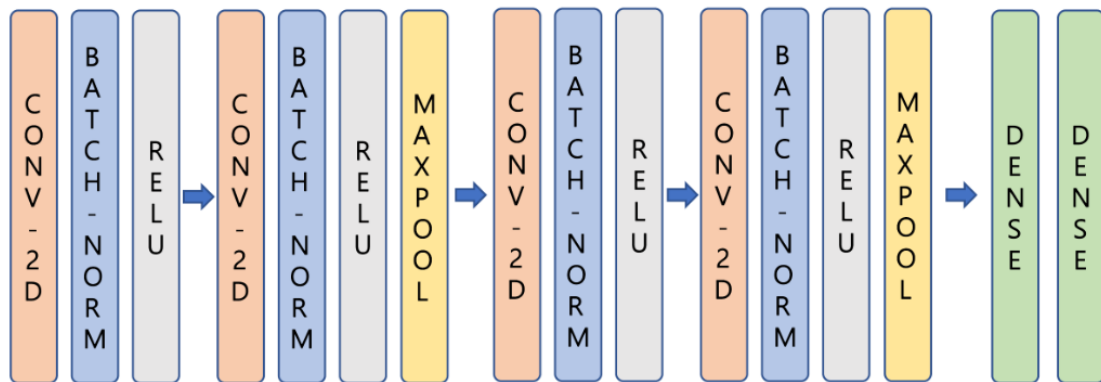 CONV-2D
BATCH-NORM
RELU
CONV-2D
BATCH-NORM
RELU
MAXPOOL
CONV-2D
BATCH-NORM
RELU
CONV-2D
BATCH-NORM
RELU
MAXPOOL
DENSE
DENSE